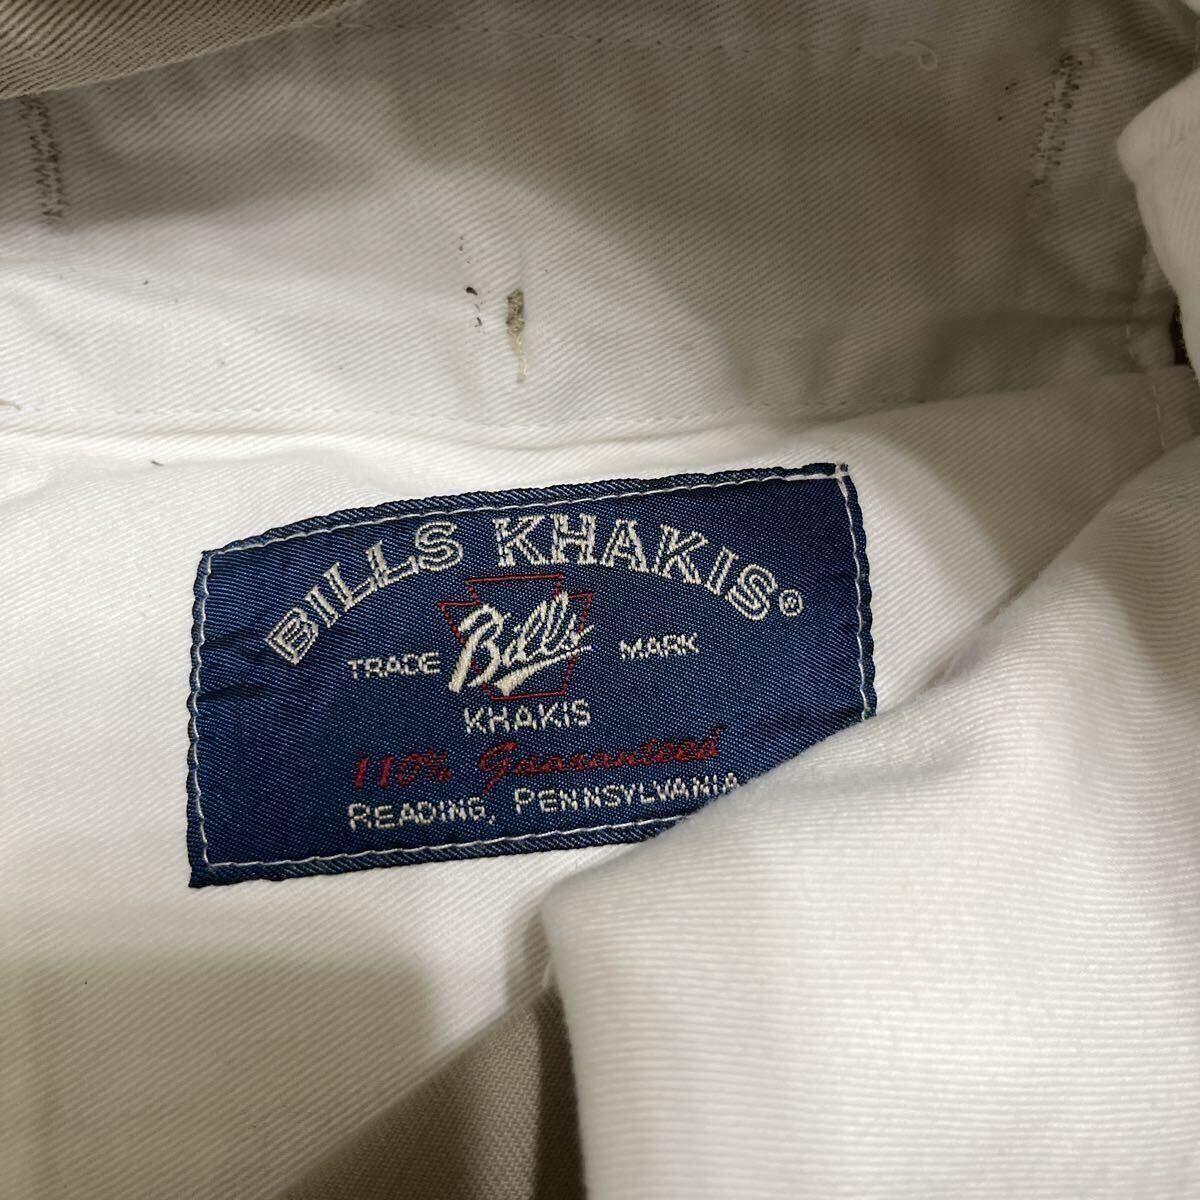 BILLS KHAKIS®
TRADE Bills MARK
KHAKIS
110% Guaranteed
READING, PENNSYLVANIA